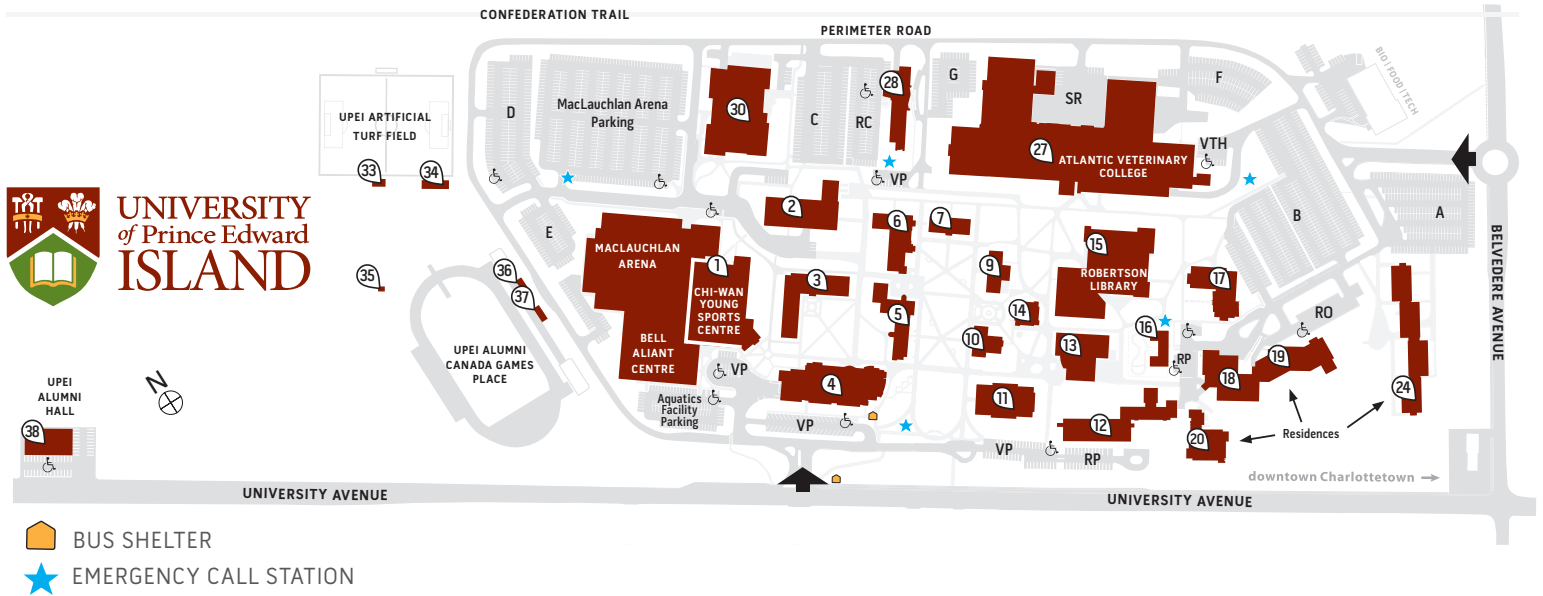 CONFEDERATION TRAIL
PERIMETER ROAD
UPEI ARTIFICIAL
TURF FIELD
33
34
D
MacLauchlan Arena
Parking
30
C
RC
28
G
SR
F
BIO | FOOD | TECH
27
ATLANTIC VETERINARY
COLLEGE
VTH
VP
UNIVERSITY
of Prince Edward
ISLAND
35
36
37
E
MACLAUCHLAN
ARENA
1
CHI-WAN
YOUNG
SPORTS
CENTRE
BELL
ALIANT
CENTRE
2
3
6
7
5
9
14
10
15
ROBERTSON
LIBRARY
17
B
A
BELVEDERE AVENUE
RO
16
13
RP
18
19
24
UPEI ALUMNI
CANADA GAMES
PLACE
N
UPEI
ALUMNI
HALL
38
VP
Aquatics
Facility
Parking
4
VP
11
12
20
Residences
VP
RP
downtown Charlottetown
UNIVERSITY AVENUE
UNIVERSITY AVENUE
BUS SHELTER
EMERGENCY CALL STATION